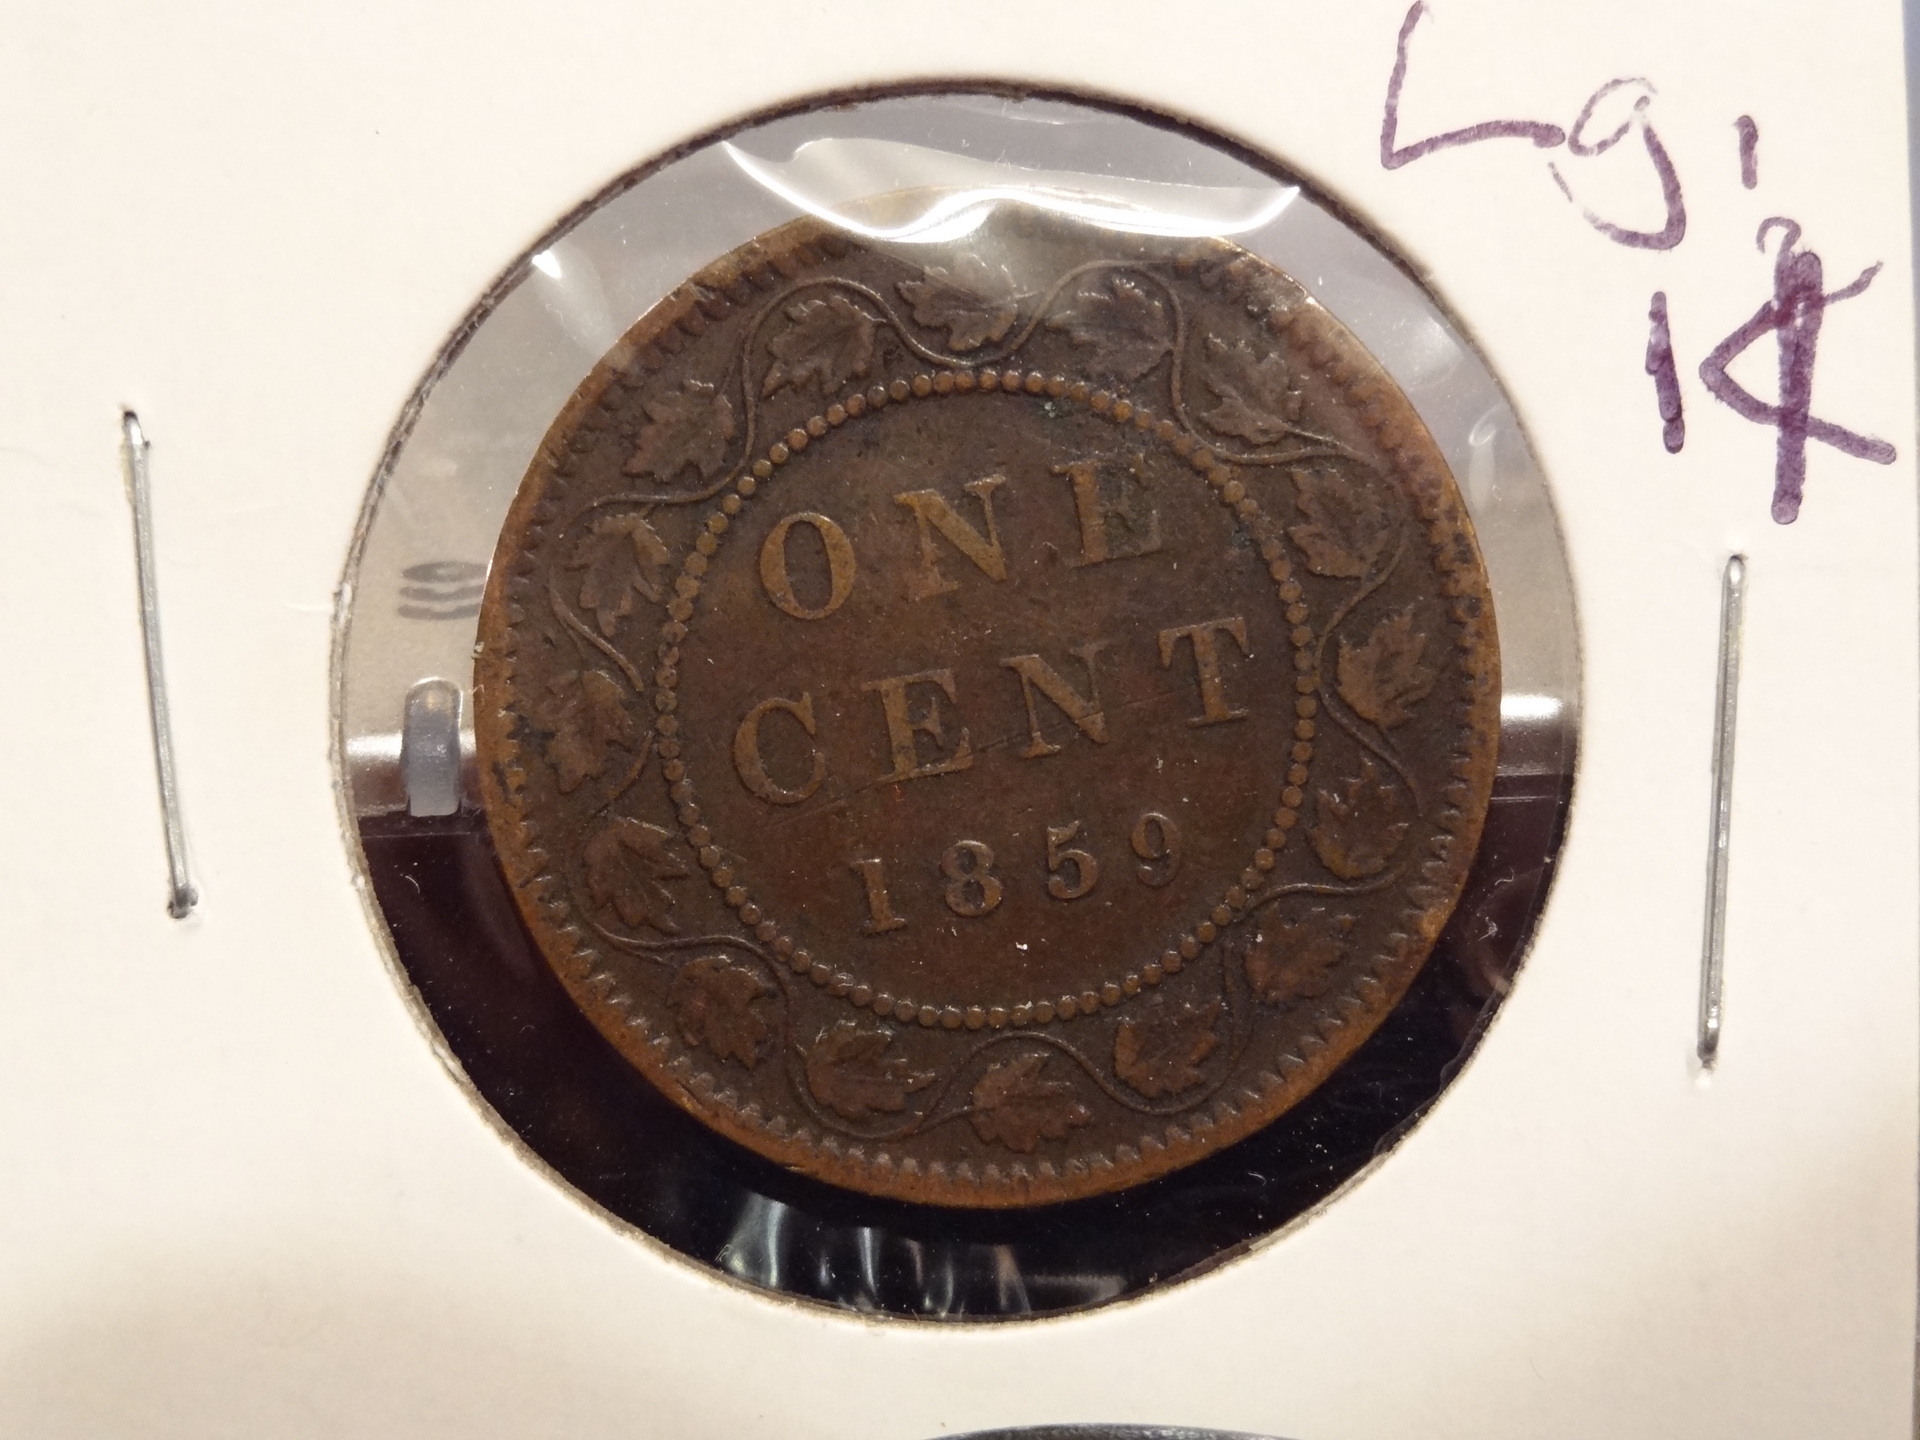 Lg.
1¢
ONE
CENT
1859